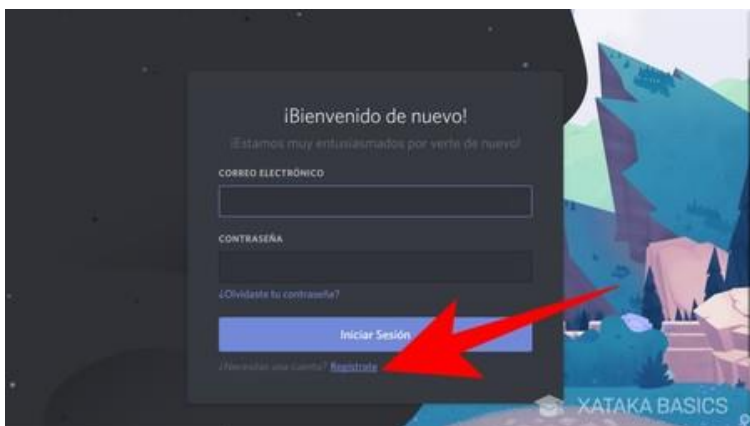 ¡Bienvenido de nuevo!
¡Estamos muy entusiasmados por verte de nuevo!
CORREO ELECTRÓNICO
CONTRASEÑA
¿Olvidaste tu contraseña?
Iniciar Sesión
¿Necesitas una cuenta? Regístrate
XATAKA BASICS